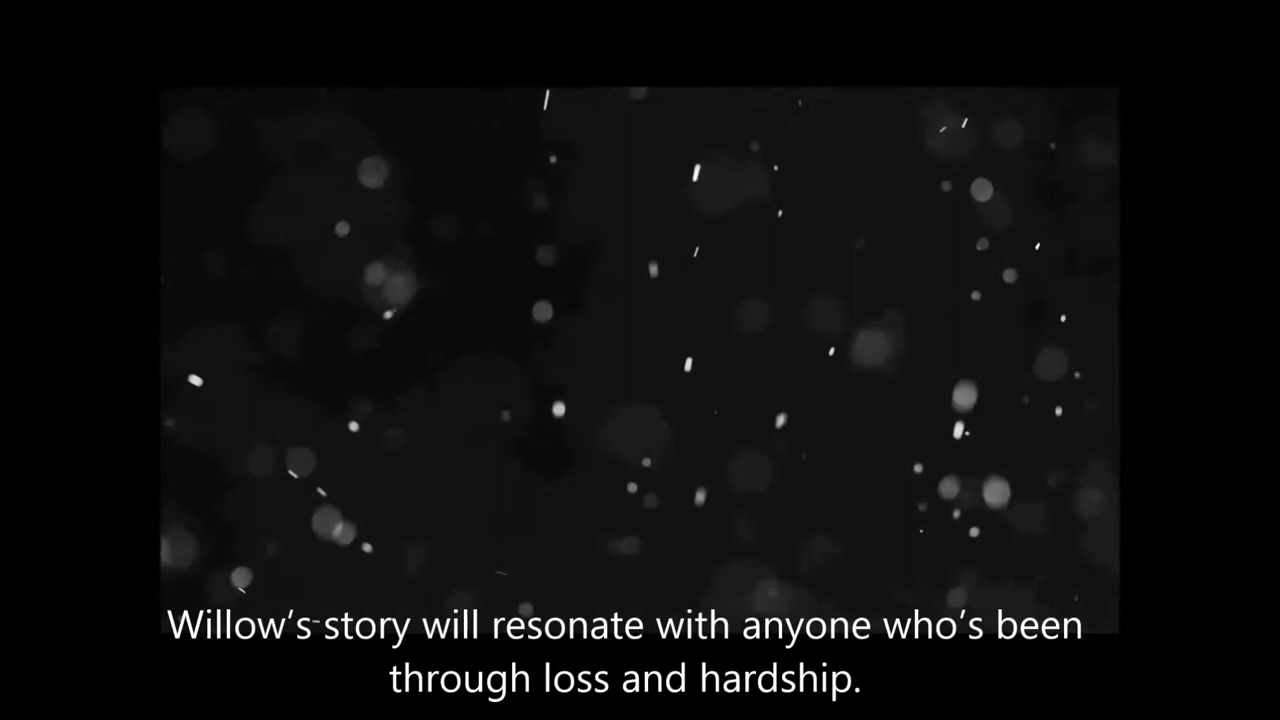 Willow’s story will resonate with anyone who’s been
through loss and hardship.